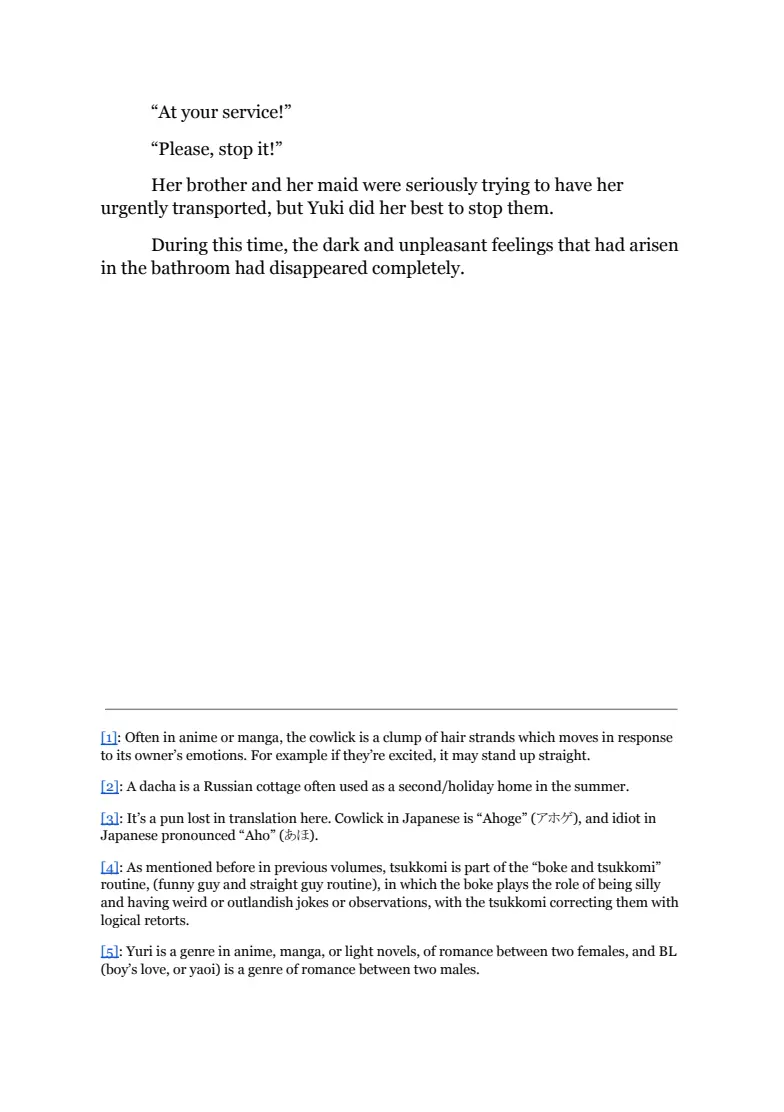 “At your service!”
“Please, stop it!”
Her brother and her maid were seriously trying to have her
urgently transported, but Yuki did her best to stop them.
During this time, the dark and unpleasant feelings that had arisen
in the bathroom had disappeared completely.
[1]: Often in anime or manga, the cowlick is a clump of hair strands which moves in response
to its owner’s emotions. For example if they’re excited, it may stand up straight.
[2]: A dacha is a Russian cottage often used as a second/holiday home in the summer.
[3]: It’s a pun lost in translation here. Cowlick in Japanese is “Ahoge” (アホゲ), and idiot in
Japanese pronounced “Aho” (あほ).
[4]: As mentioned before in previous volumes, tsukkomi is part of the “boke and tsukkomi”
routine, (funny guy and straight guy routine), in which the boke plays the role of being silly
and having weird or outlandish jokes or observations, with the tsukkomi correcting them with
logical retorts.
[5]: Yuri is a genre in anime, manga, or light novels, of romance between two females, and BL
(boy’s love, or yaoi) is a genre of romance between two males.